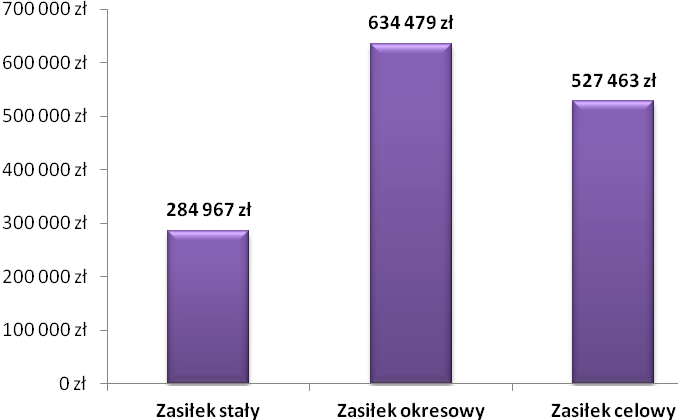 700 000 zł
600 000 zł
500 000 zł
400 000 zł
300 000 zł
200 000 zł
100 000 zł
0 zł
284 967 zł
634 479 zł
527 463 zł
Zasiłek stały
Zasiłek okresowy
Zasiłek celowy